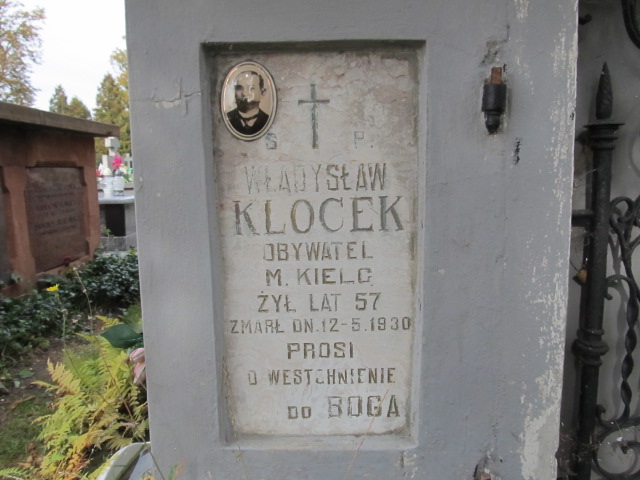 Ś P.
WŁADYSŁAW
KLOCEK
OBYWATEL
M. KIELC
ŻYŁ LAT 57
ZMARŁ DN. 12-5.1930
PROSI
O WESTCHNIENIE
DO BOGA